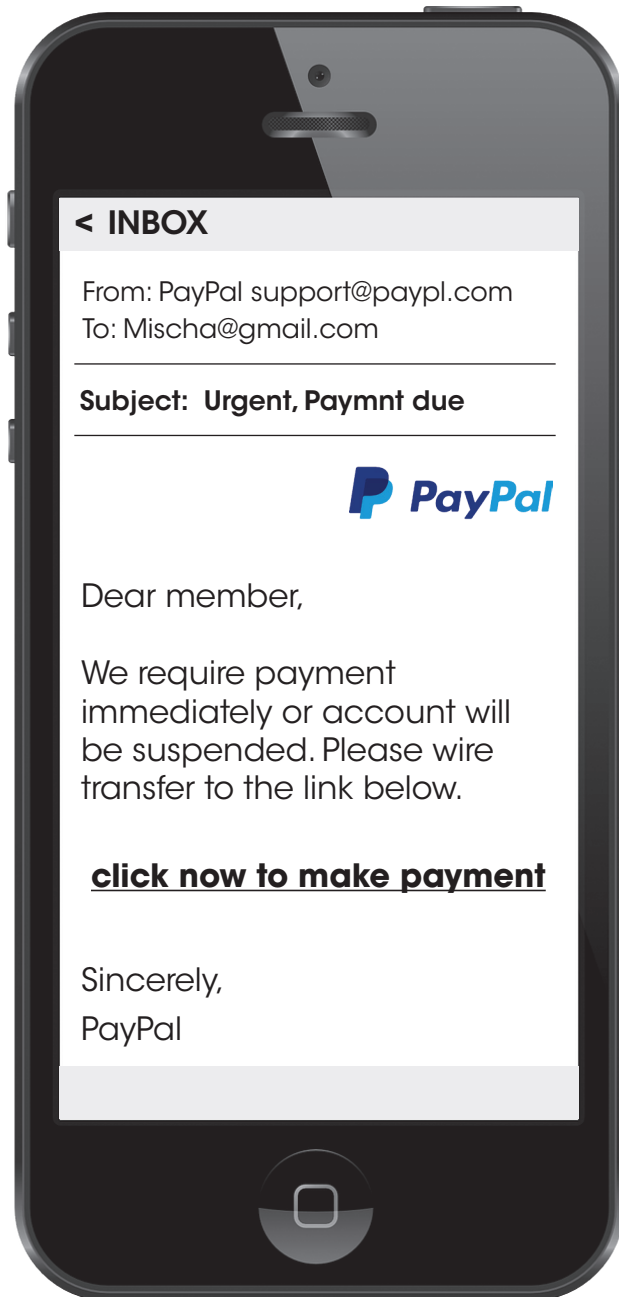 < INBOX
From: PayPal support@paypl.com
To: Mischa@gmail.com
Subject: Urgent, Paymnt due
PayPal
Dear member,
We require payment
immediately or account will
be suspended. Please wire
transfer to the link below.
click now to make payment
Sincerely,
PayPal